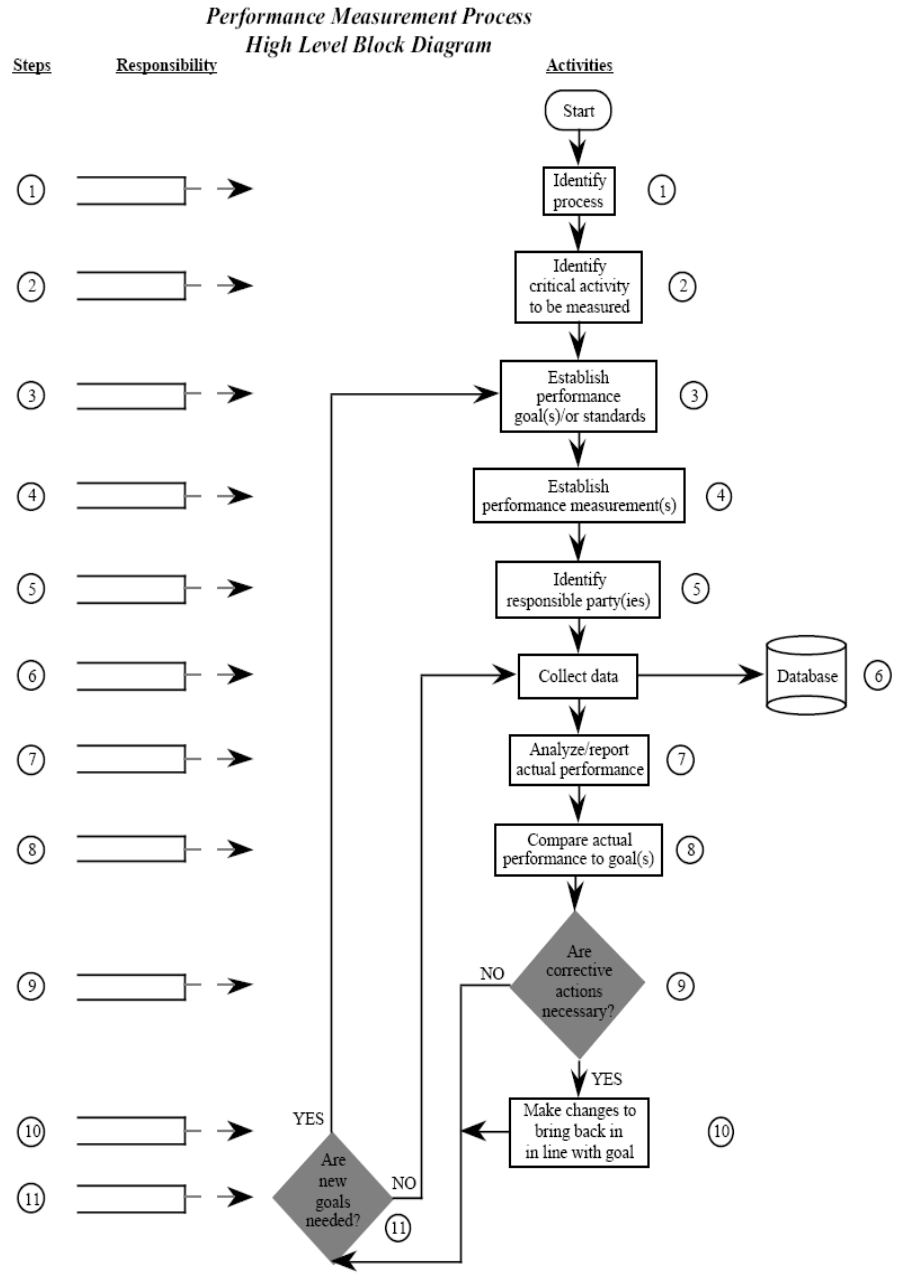 Performance Measurement Process
High Level Block Diagram
Steps Responsibility Activities
Start
1
Identify
process
1
2
Identify
critical activity
to be measured
2
3
Establish
performance
goal(s)/or standards
3
4
Establish
performance measurement(s)
4
5
Identify
responsible party(ies)
5
6
Collect data
Database
6
7
Analyze/report
actual performance
7
8
Compare actual
performance to goal(s)
8
9
NO
Are
corrective
actions
necessary?
9
YES
10
YES
Make changes to
bring back in
in line with goal
10
11
Are
new
goals
needed?
NO
11